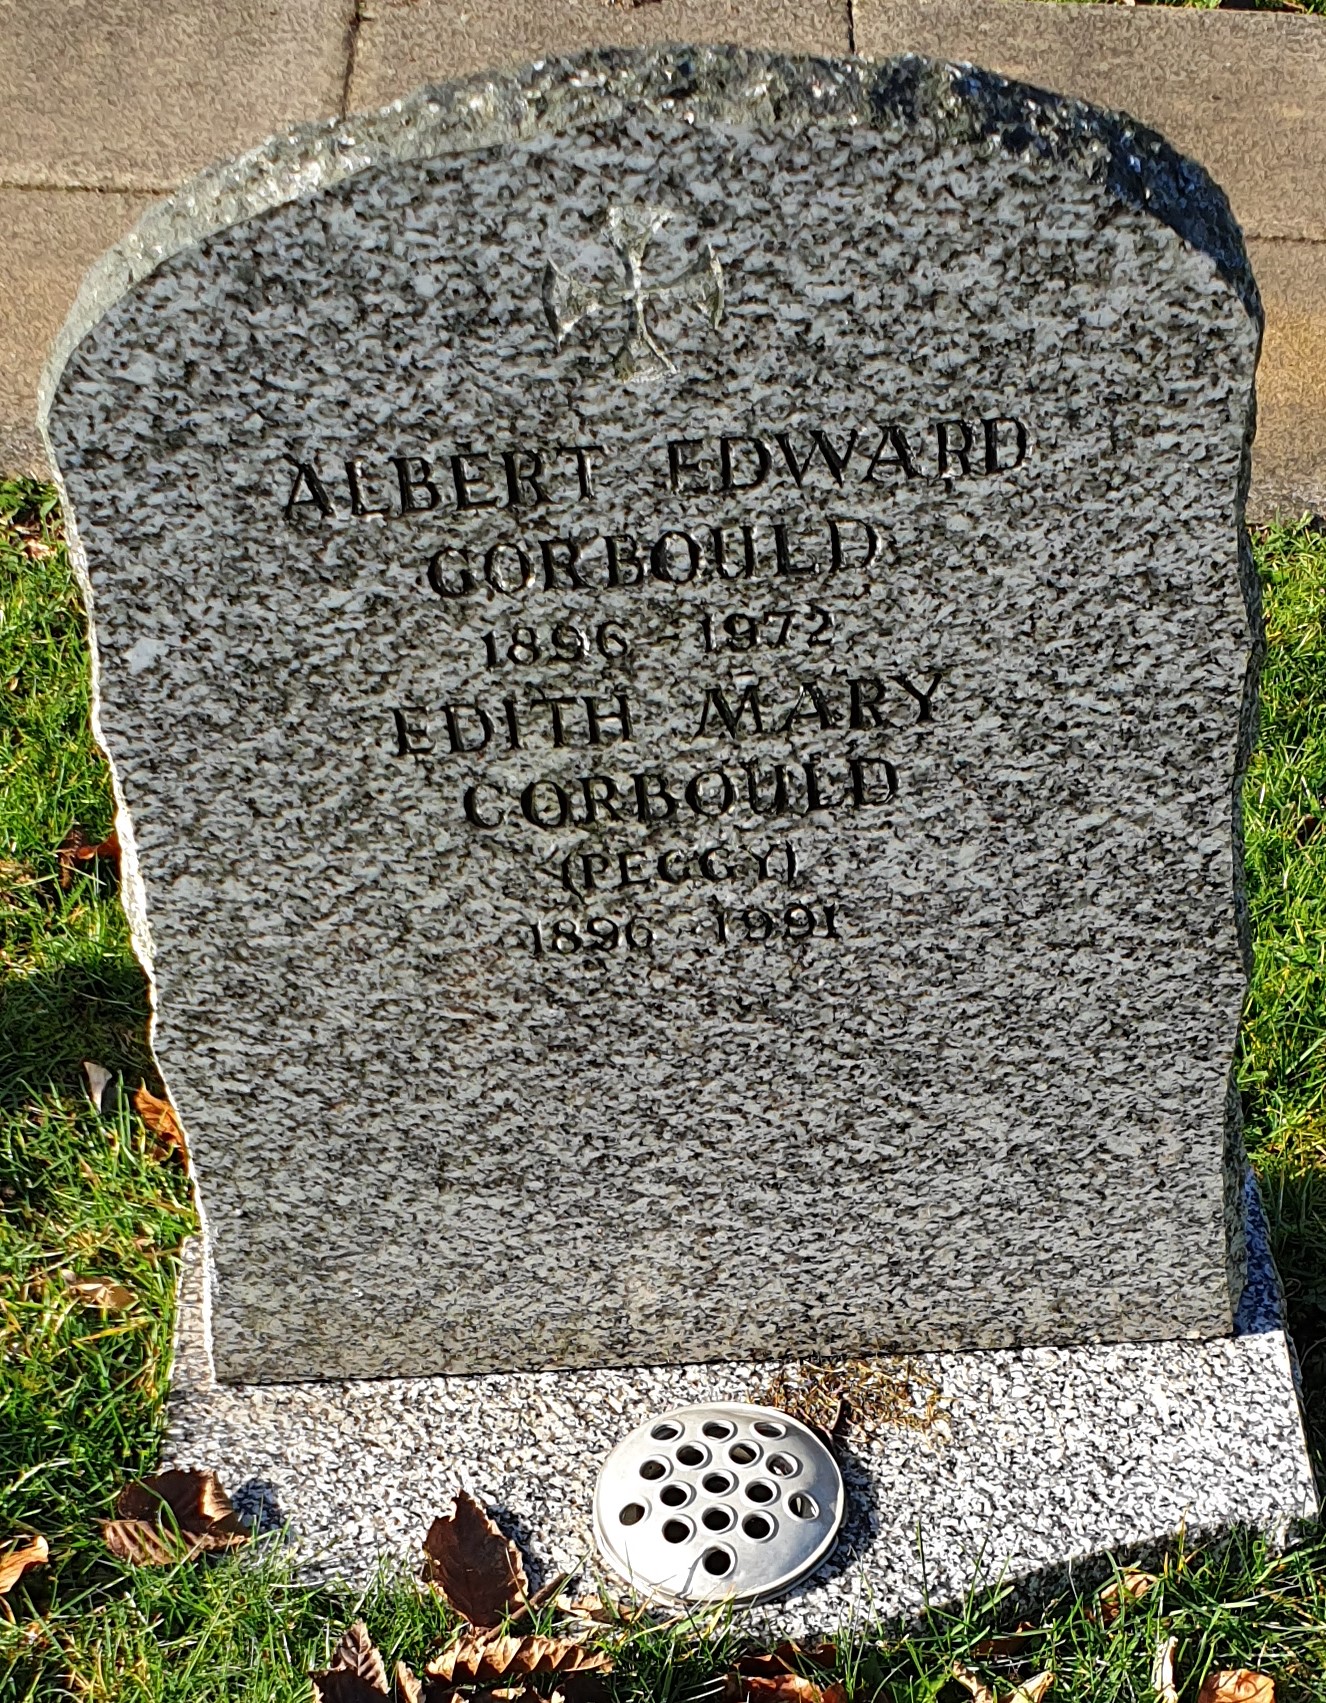 ALBERT EDWARD
CORBOULD
1896 - 1972
EDITH MARY
CORBOULD
(PEGGY)
1896 - 1991